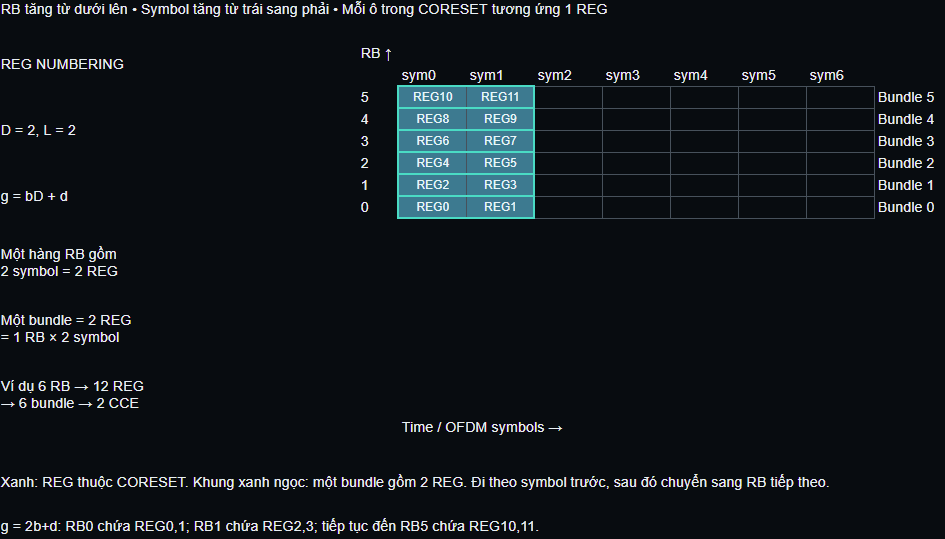 RB tăng từ dưới lên • Symbol tăng từ trái sang phải • Mỗi ô trong CORESET tương ứng 1 REG
REG NUMBERING
D = 2, L = 2
g = bD + d
Một hàng RB gồm
2 symbol = 2 REG
Một bundle = 2 REG
= 1 RB × 2 symbol
Ví dụ 6 RB → 12 REG
→ 6 bundle → 2 CCE
RB ↑
sym0 sym1 sym2 sym3 sym4 sym5 sym6
5 REG10 REG11 Bundle 5
4 REG8 REG9 Bundle 4
3 REG6 REG7 Bundle 3
2 REG4 REG5 Bundle 2
1 REG2 REG3 Bundle 1
0 REG0 REG1 Bundle 0
Time / OFDM symbols →
Xanh: REG thuộc CORESET. Khung xanh ngọc: một bundle gồm 2 REG. Đi theo symbol trước, sau đó chuyển sang RB tiếp theo.
g = 2b+d: RB0 chứa REG0,1; RB1 chứa REG2,3; tiếp tục đến RB5 chứa REG10,11.